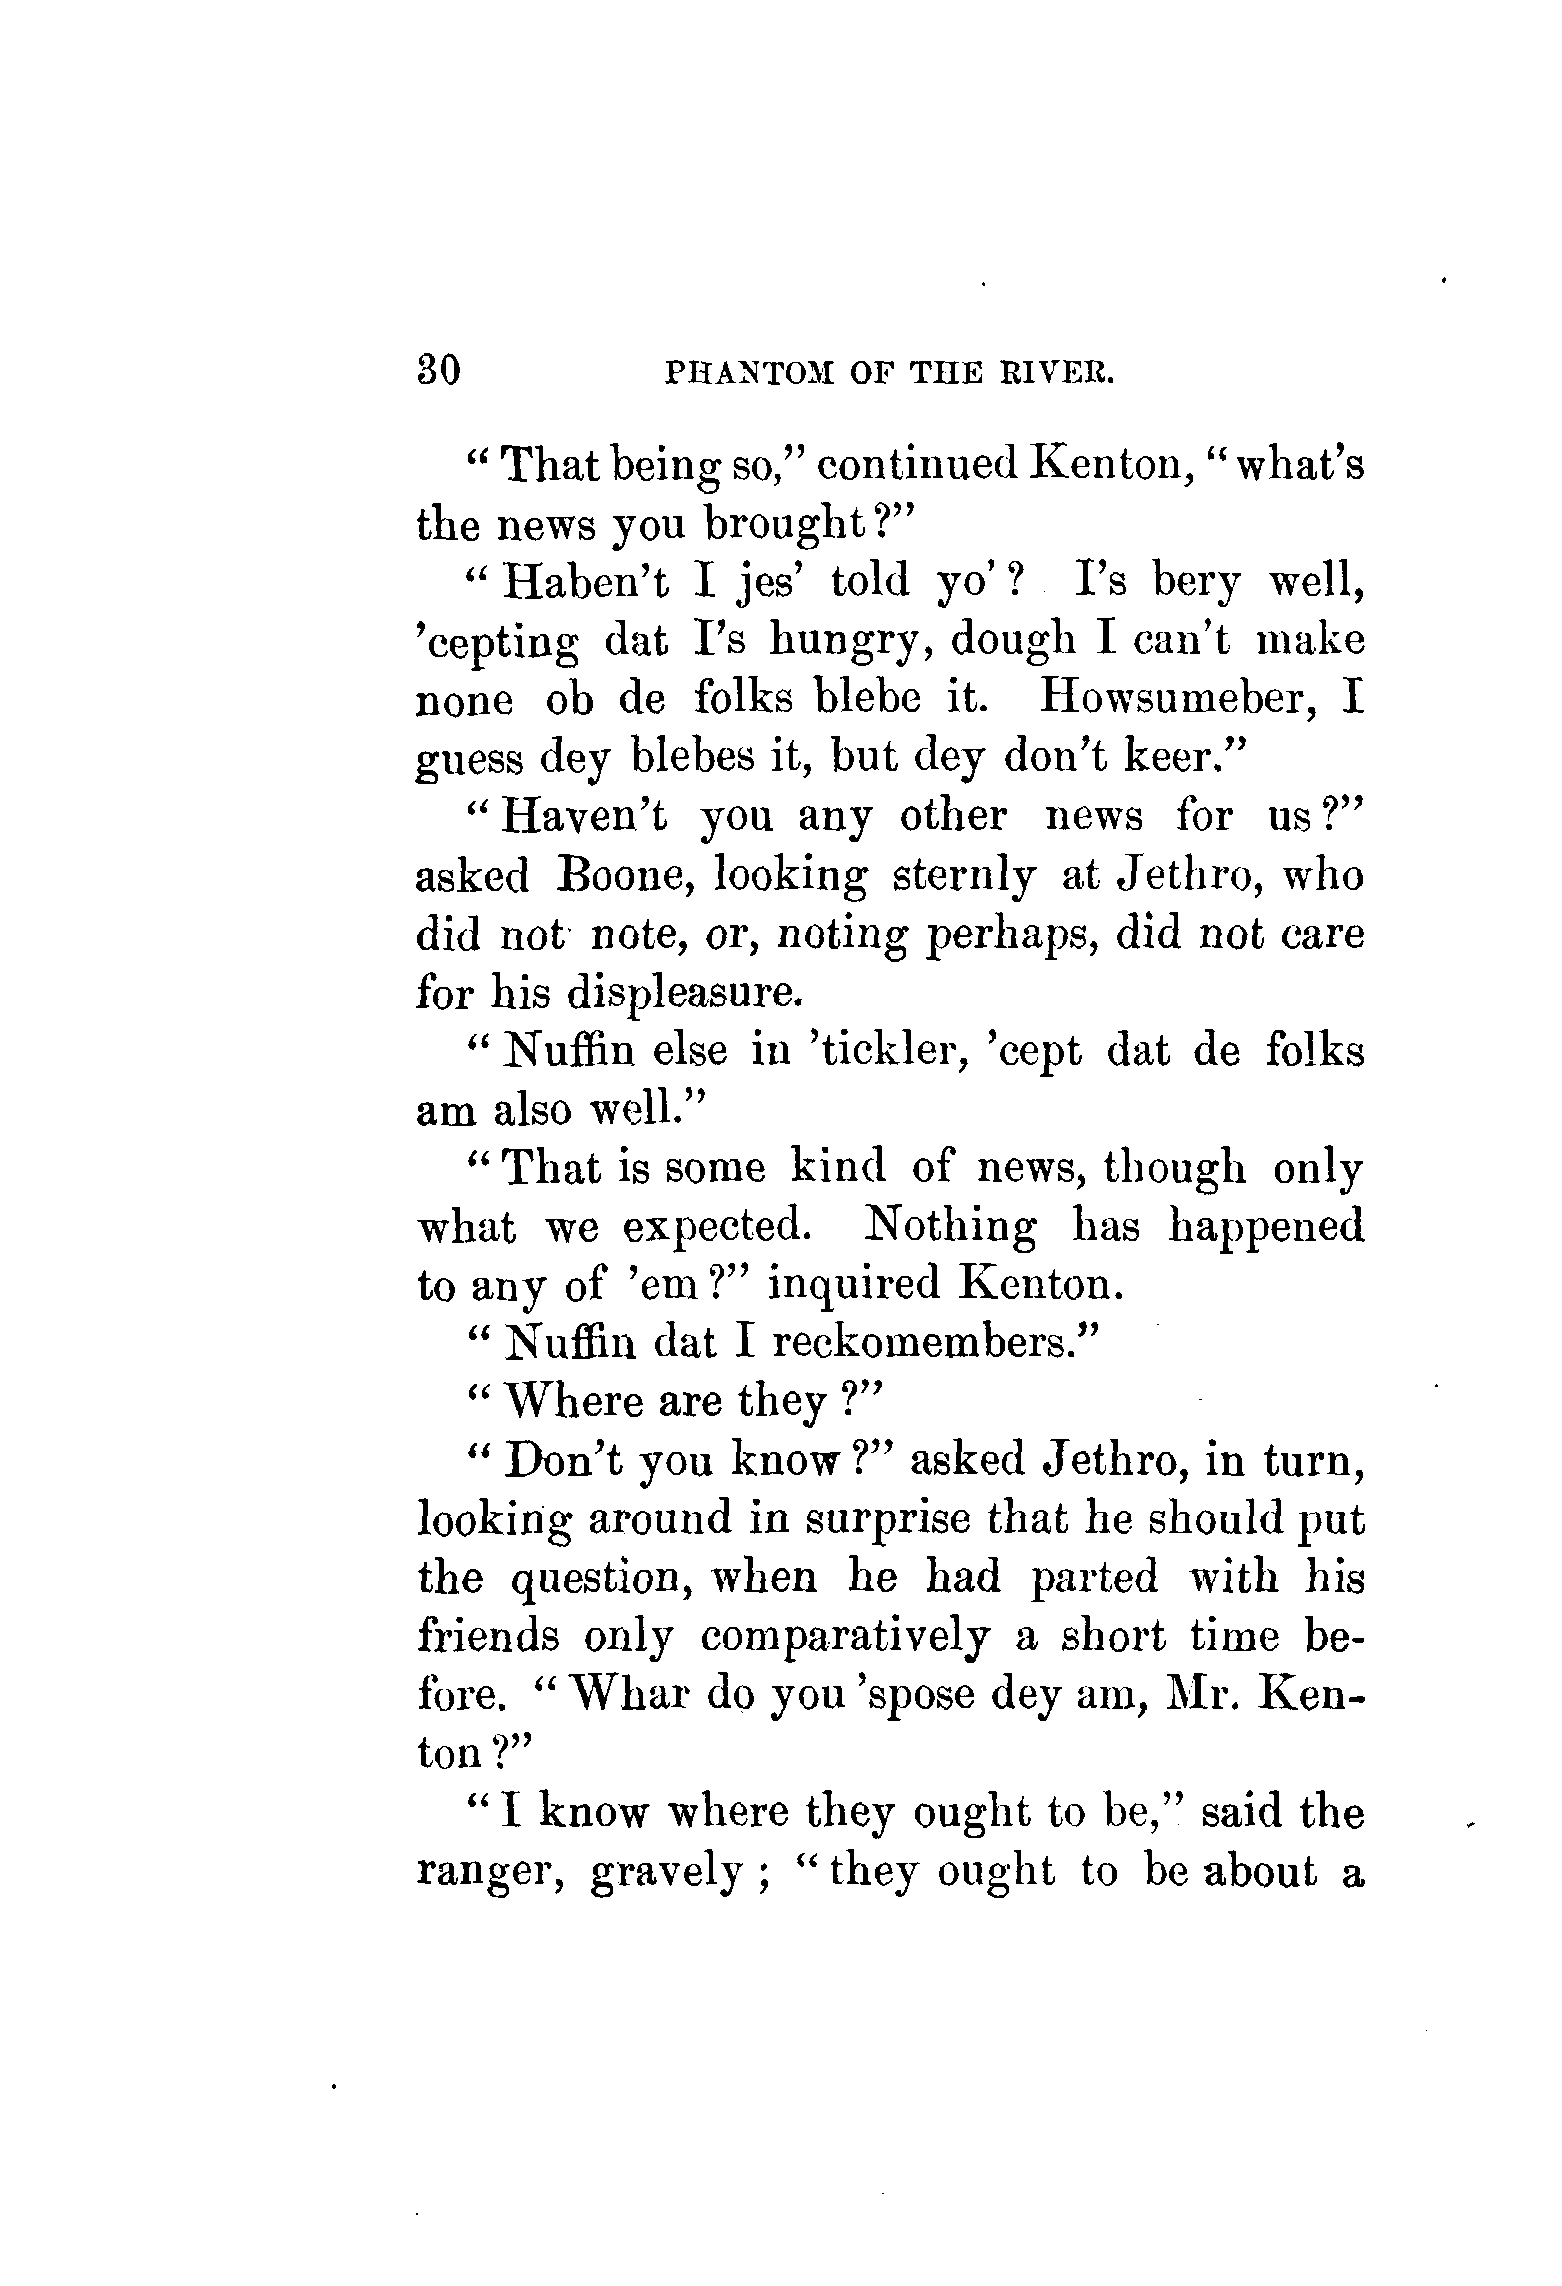 30 PHANTOM OF THE RIVER.
“That being so,” continued Kenton, “what's
the news you brought?”
“Haben't I jes' told yo'? I's bery well,
'cepting dat I's hungry, dough I can't make
none ob de folks blebe it. Howsumeber, I
guess dey blebes it, but dey don't keer.”
“Haven't you any other news for us?”
asked Boone, looking sternly at Jethro, who
did not note, or, noting perhaps, did not care
for his displeasure.
“Nuffin else in 'tickler, 'cept dat de folks
am also well.”
“That is some kind of news, though only
what we expected. Nothing has happened
to any of 'em?” inquired Kenton.
“Nuffin dat I reckomembers.”
“Where are they?”
“Don't you know?” asked Jethro, in turn,
looking around in surprise that he should put
the question, when he had parted with his
friends only comparatively a short time be-
fore. “Whar do you 'spose dey am, Mr. Ken-
ton?”
“I know where they ought to be,” said the
ranger, gravely; “they ought to be about a